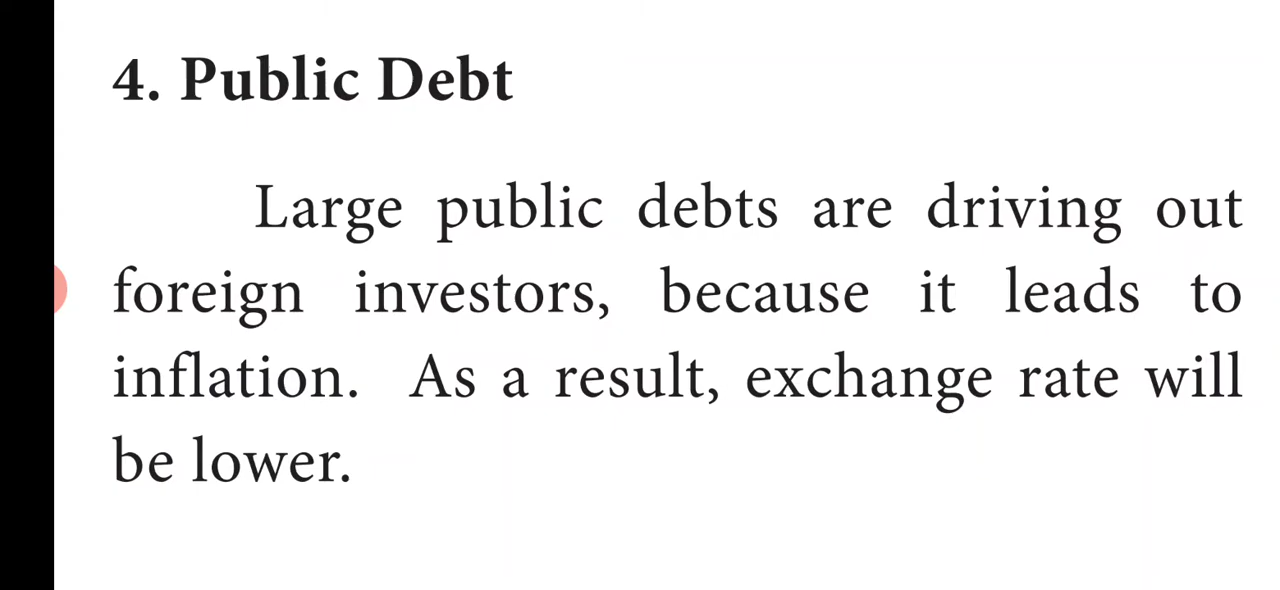 4. Public Debt
Large public debts are driving out
foreign investors, because it leads to
inflation. As a result, exchange rate will
be lower.